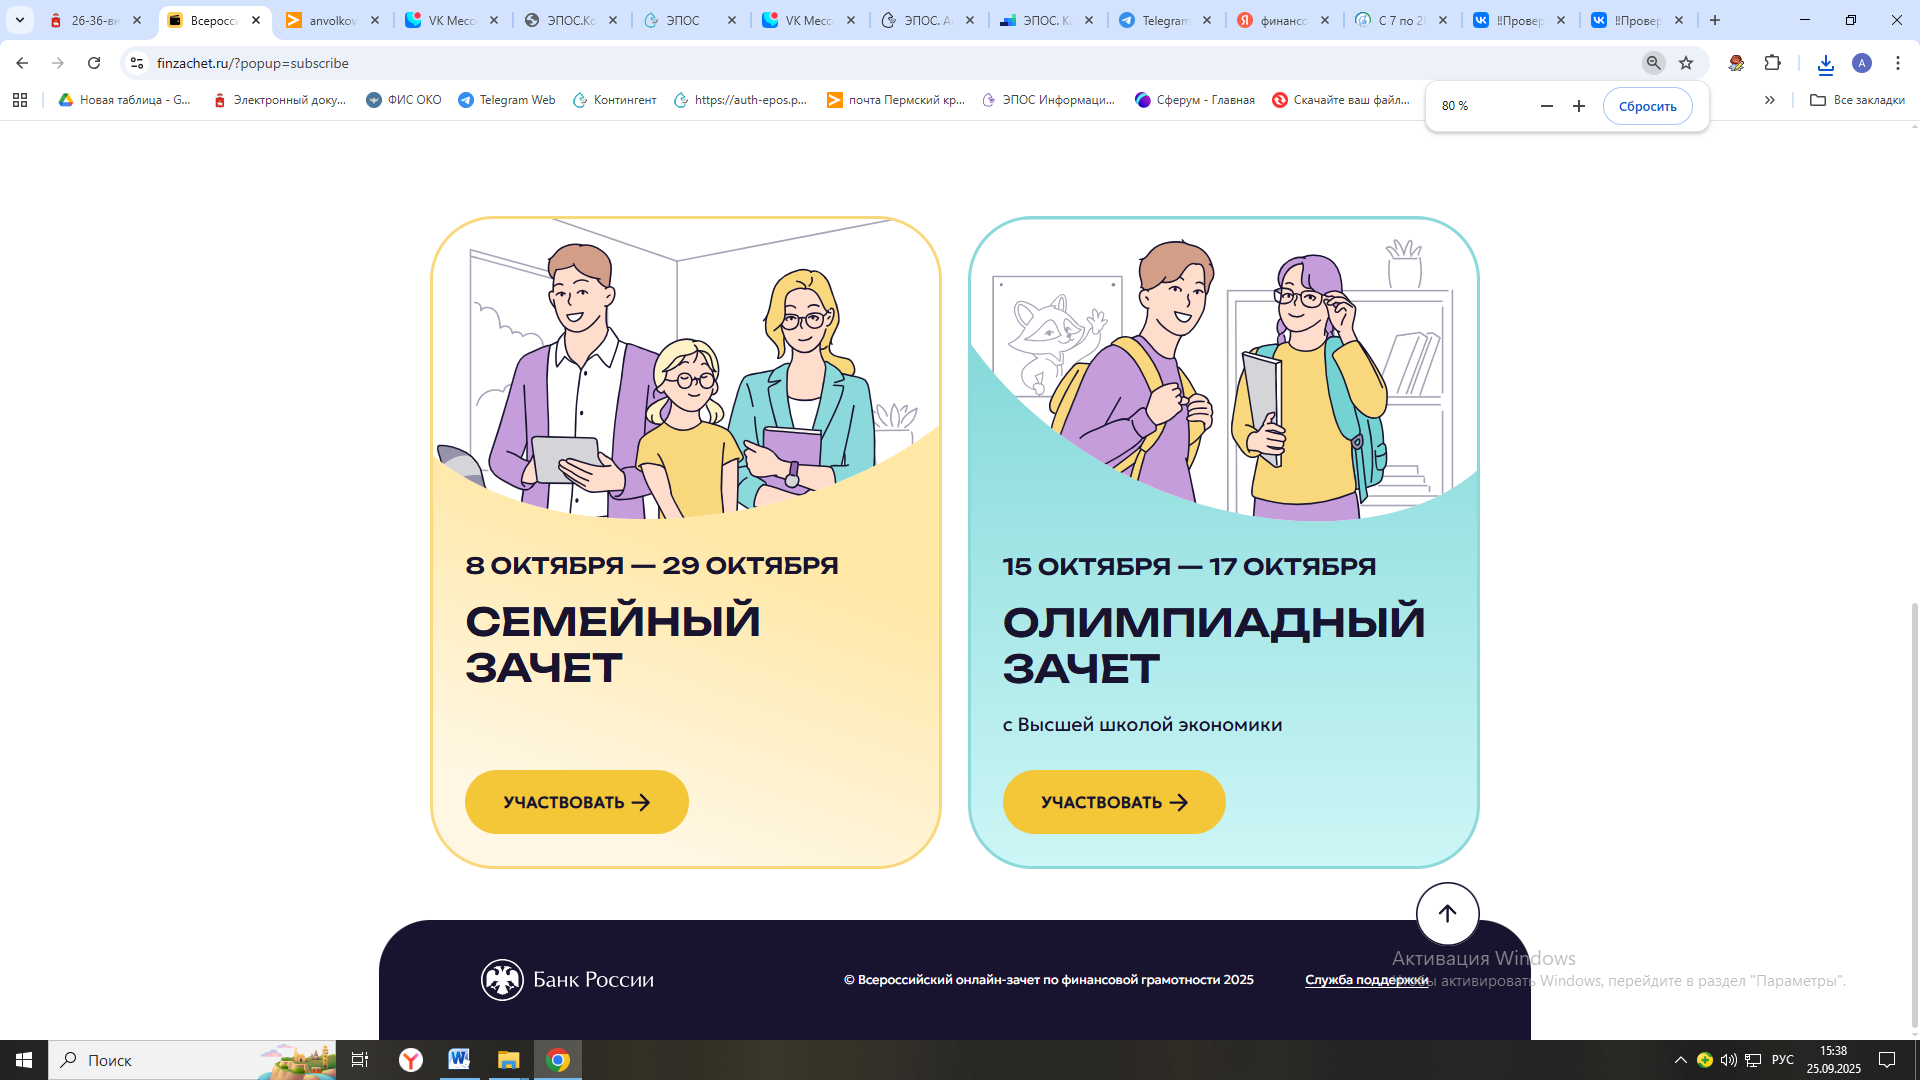 26-36-вн
Всеросс
anvolkov
VK Месс
ЭПОС.Ко
ЭПОС
VK Месс
ЭПОС. А
ЭПОС. К
Telegram
финансо
С 7 по 2
!!Провер
!!Провер
finzachet.ru/?popup=subscribe
A
Новая таблица - G...
Электронный доку...
ФИС ОКО
Telegram Web
Контингент
https://auth-epos.p...
почта Пермский кр...
ЭПОС Информаци...
Сферум - Главная
Скачайте ваш файл...
Все закладки
80 %
Сбросить
8 ОКТЯБРЯ — 29 ОКТЯБРЯ
СЕМЕЙНЫЙ
ЗАЧЕТ
УЧАСТВОВАТЬ
15 ОКТЯБРЯ — 17 ОКТЯБРЯ
ОЛИМПИАДНЫЙ
ЗАЧЕТ
с Высшей школой экономики
УЧАСТВОВАТЬ
Банк России
© Всероссийский онлайн-зачет по финансовой грамотности 2025
Служба поддержки
Активация Windows
активировать Windows, перейдите в раздел "Параметры".
Поиск
РУС
15:38
25.09.2025